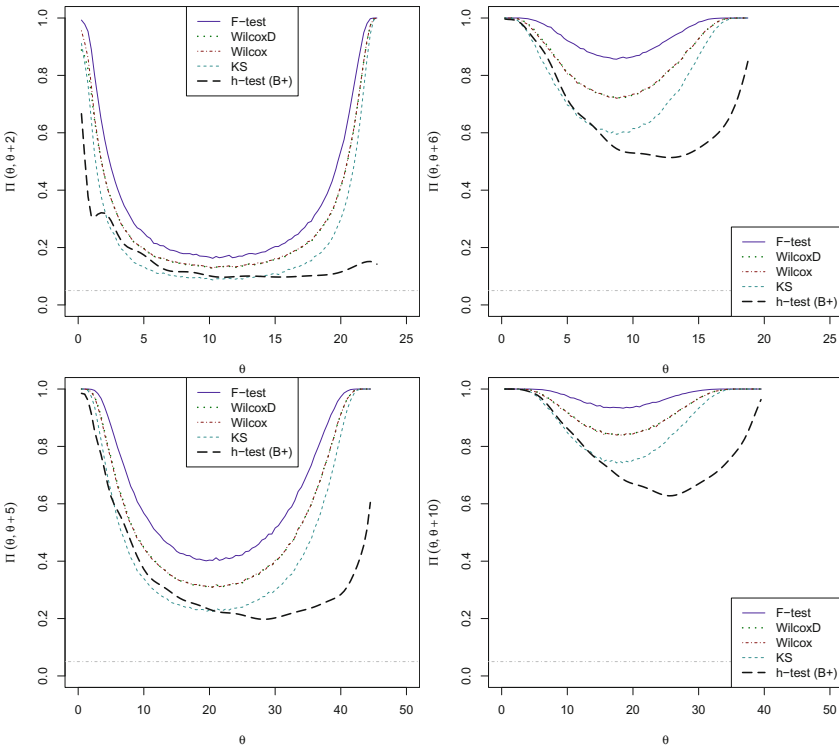 1.0
0.8
0.6
0.4
0.2
0.0
Π (θ, θ + 2)
F−test
WilcoxD
Wilcox
KS
h−test (B+)
0 5 10 15 20 25
θ
1.0
0.8
0.6
0.4
0.2
0.0
Π (θ, θ + 6)
F−test
WilcoxD
Wilcox
KS
h−test (B+)
0 5 10 15 20 25
θ
1.0
0.8
0.6
0.4
0.2
0.0
Π (θ, θ + 5)
F−test
WilcoxD
Wilcox
KS
h−test (B+)
0 10 20 30 40 50
θ
1.0
0.8
0.6
0.4
0.2
0.0
Π (θ, θ + 10)
F−test
WilcoxD
Wilcox
KS
h−test (B+)
0 10 20 30 40 50
θ